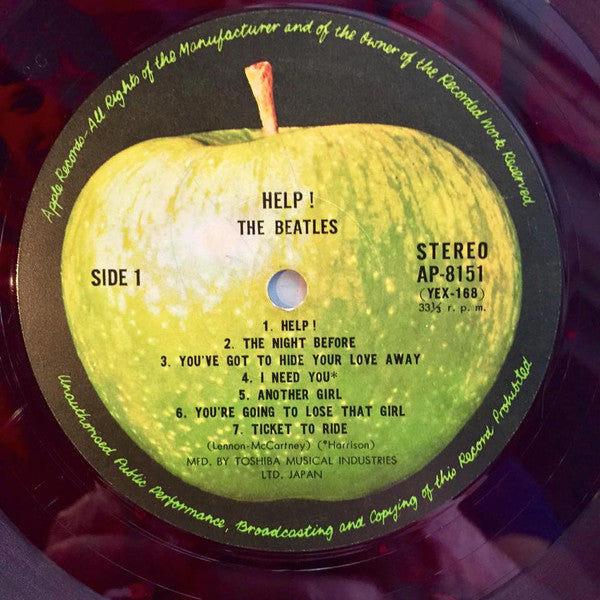 Apple Records-All Rights of the Manufacturer and of the Owner of the Recorded Work Reserved
HELP !
THE BEATLES
SIDE 1
STEREO
AP-8151
(YEX-168)
33⅓ r. p. m.
1. HELP !
2. THE NIGHT BEFORE
3. YOU'VE GOT TO HIDE YOUR LOVE AWAY
4. I NEED YOU*
5. ANOTHER GIRL
6. YOU'RE GOING TO LOSE THAT GIRL
7. TICKET TO RIDE
(Lennon-McCartney) (*Harrison)
MFD. BY TOSHIBA MUSICAL INDUSTRIES
LTD. JAPAN
Unauthorised Public Performance, Broadcasting and Copying of this Record Prohibited